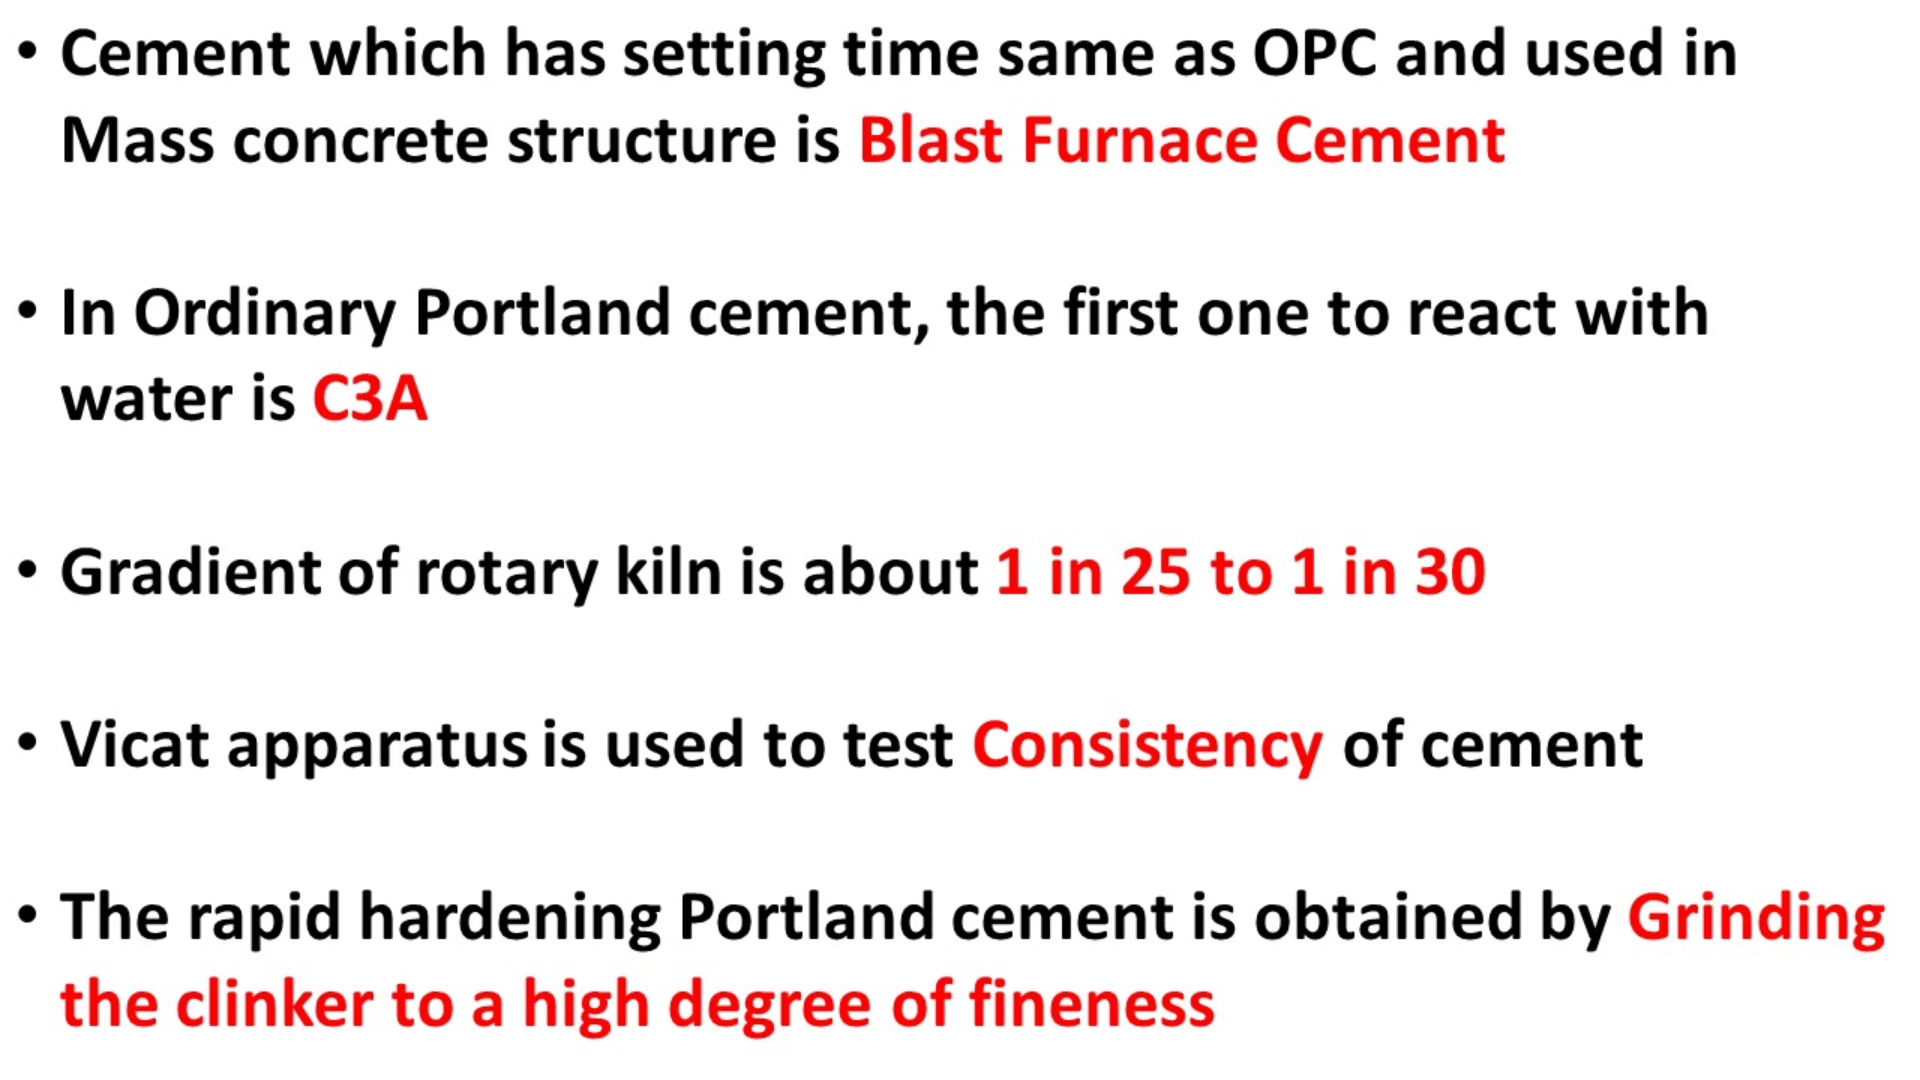 • Cement which has setting time same as OPC and used in
Mass concrete structure is Blast Furnace Cement
• In Ordinary Portland cement, the first one to react with
water is C3A
• Gradient of rotary kiln is about 1 in 25 to 1 in 30
• Vicat apparatus is used to test Consistency of cement
• The rapid hardening Portland cement is obtained by Grinding
the clinker to a high degree of fineness